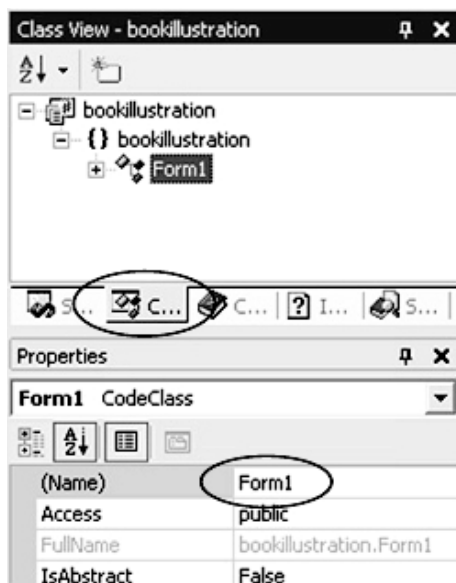 Class View - bookillustration
bookillustration
{} bookillustration
Form1
S... C... C... I... S...
Properties
Form1 CodeClass
(Name) Form1
Access public
FullName bookillustration.Form1
IsAbstract False